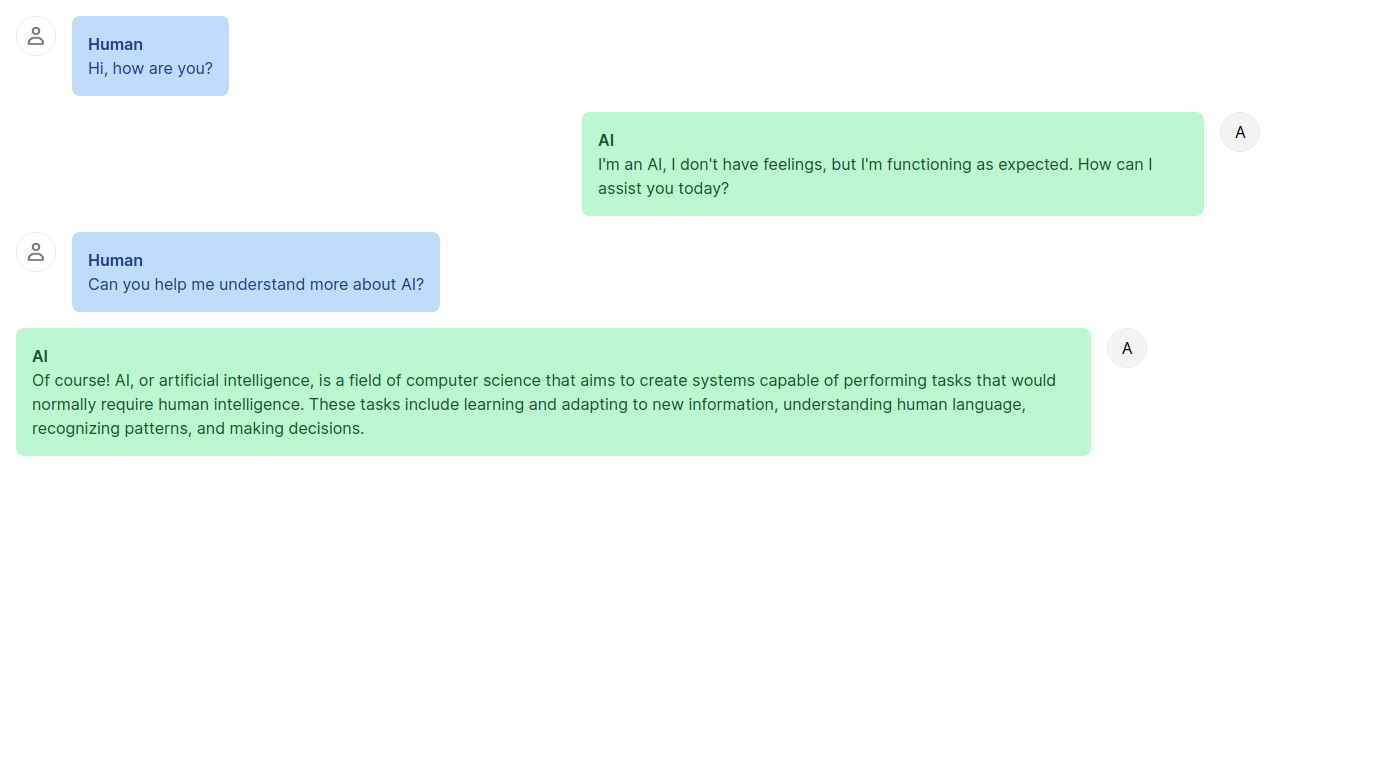 Human
Hi, how are you?
AI
I'm an AI, I don't have feelings, but I'm functioning as expected. How can I
assist you today?
A
Human
Can you help me understand more about AI?
AI
Of course! AI, or artificial intelligence, is a field of computer science that aims to create systems capable of performing tasks that would
normally require human intelligence. These tasks include learning and adapting to new information, understanding human language,
recognizing patterns, and making decisions.
A